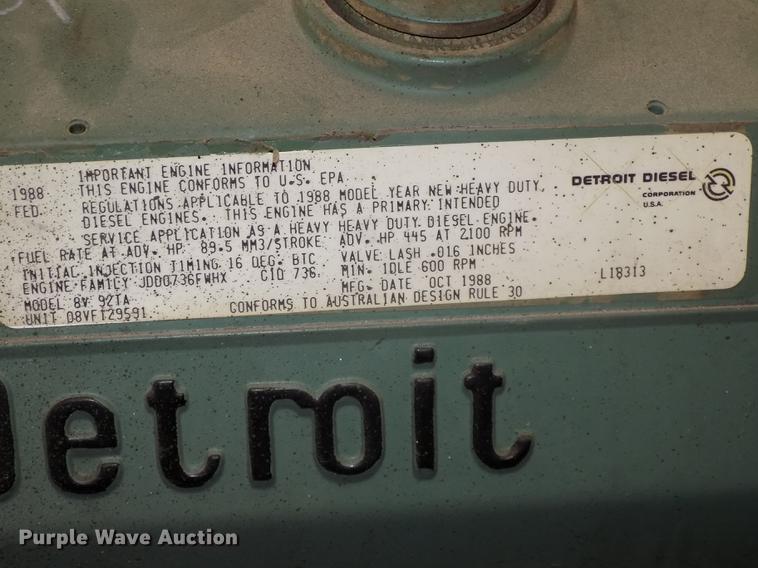 IMPORTANT ENGINE INFORMATION
1988 THIS ENGINE CONFORMS TO U.S. EPA
FED. REGULATIONS APPLICABLE TO 1988 MODEL YEAR NEW HEAVY DUTY,
DIESEL ENGINES. THIS ENGINE HAS A PRIMARY INTENDED
SERVICE APPLICATION AS A HEAVY HEAVY DUTY DIESEL ENGINE.
FUEL RATE AT ADV. HP. 89.5 MM3/STROKE ADV. HP 445 AT 2100 RPM
INITIAL INJECTION TIMING 16 DEG. BTC VALVE LASH .016 INCHES
ENGINE FAMILY JDD0736FWHX CID 736. MIN. IDLE 600 RPM
MODEL 8V 92TA MFG. DATE OCT 1988 L18313
UNIT 08VFT29591 CONFORMS TO AUSTRALIAN DESIGN RULE 30
DETROIT DIESEL
CORPORATION
U.S.A.
Detroit
Purple Wave Auction